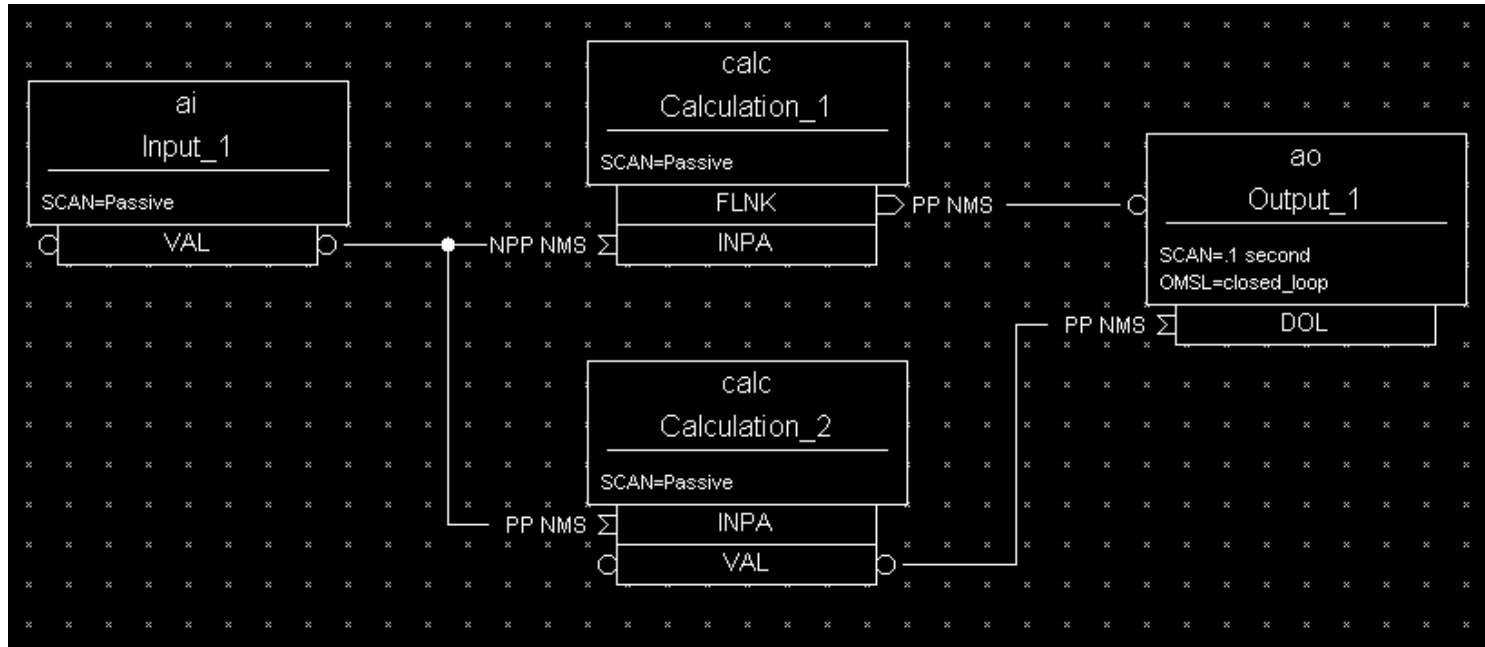 ai
Input_1
SCAN=Passive
VAL
calc
Calculation_1
SCAN=Passive
FLNK
PP NMS
NPP NMS
INPA
ao
Output_1
SCAN=.1 second
OMSL=closed_loop
PP NMS
DOL
calc
Calculation_2
SCAN=Passive
PP NMS
INPA
VAL